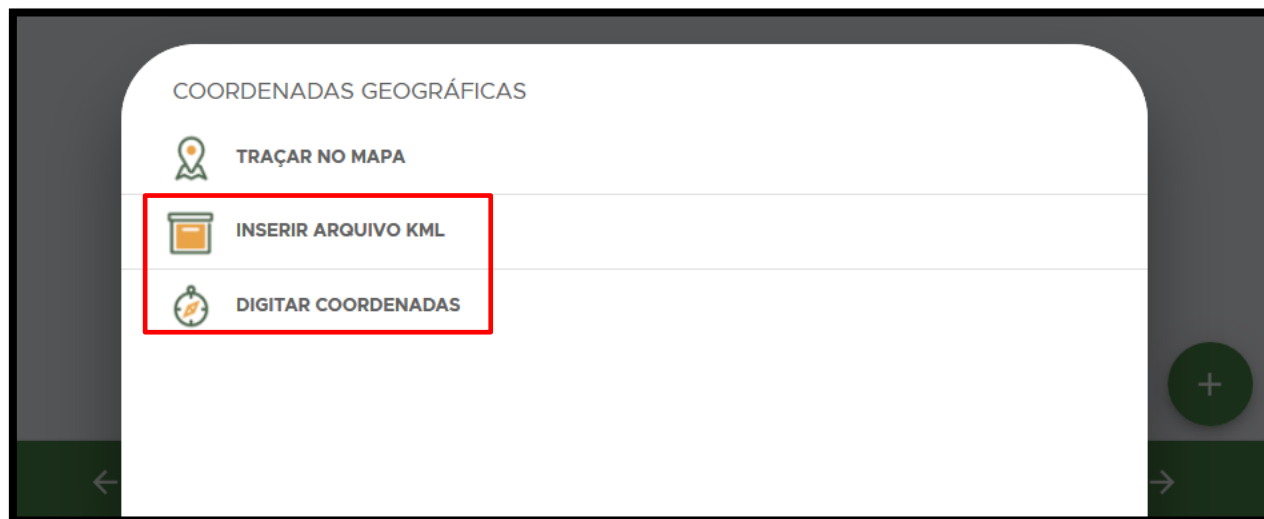 COORDENADAS GEOGRÁFICAS
TRAÇAR NO MAPA
INSERIR ARQUIVO KML
DIGITAR COORDENADAS